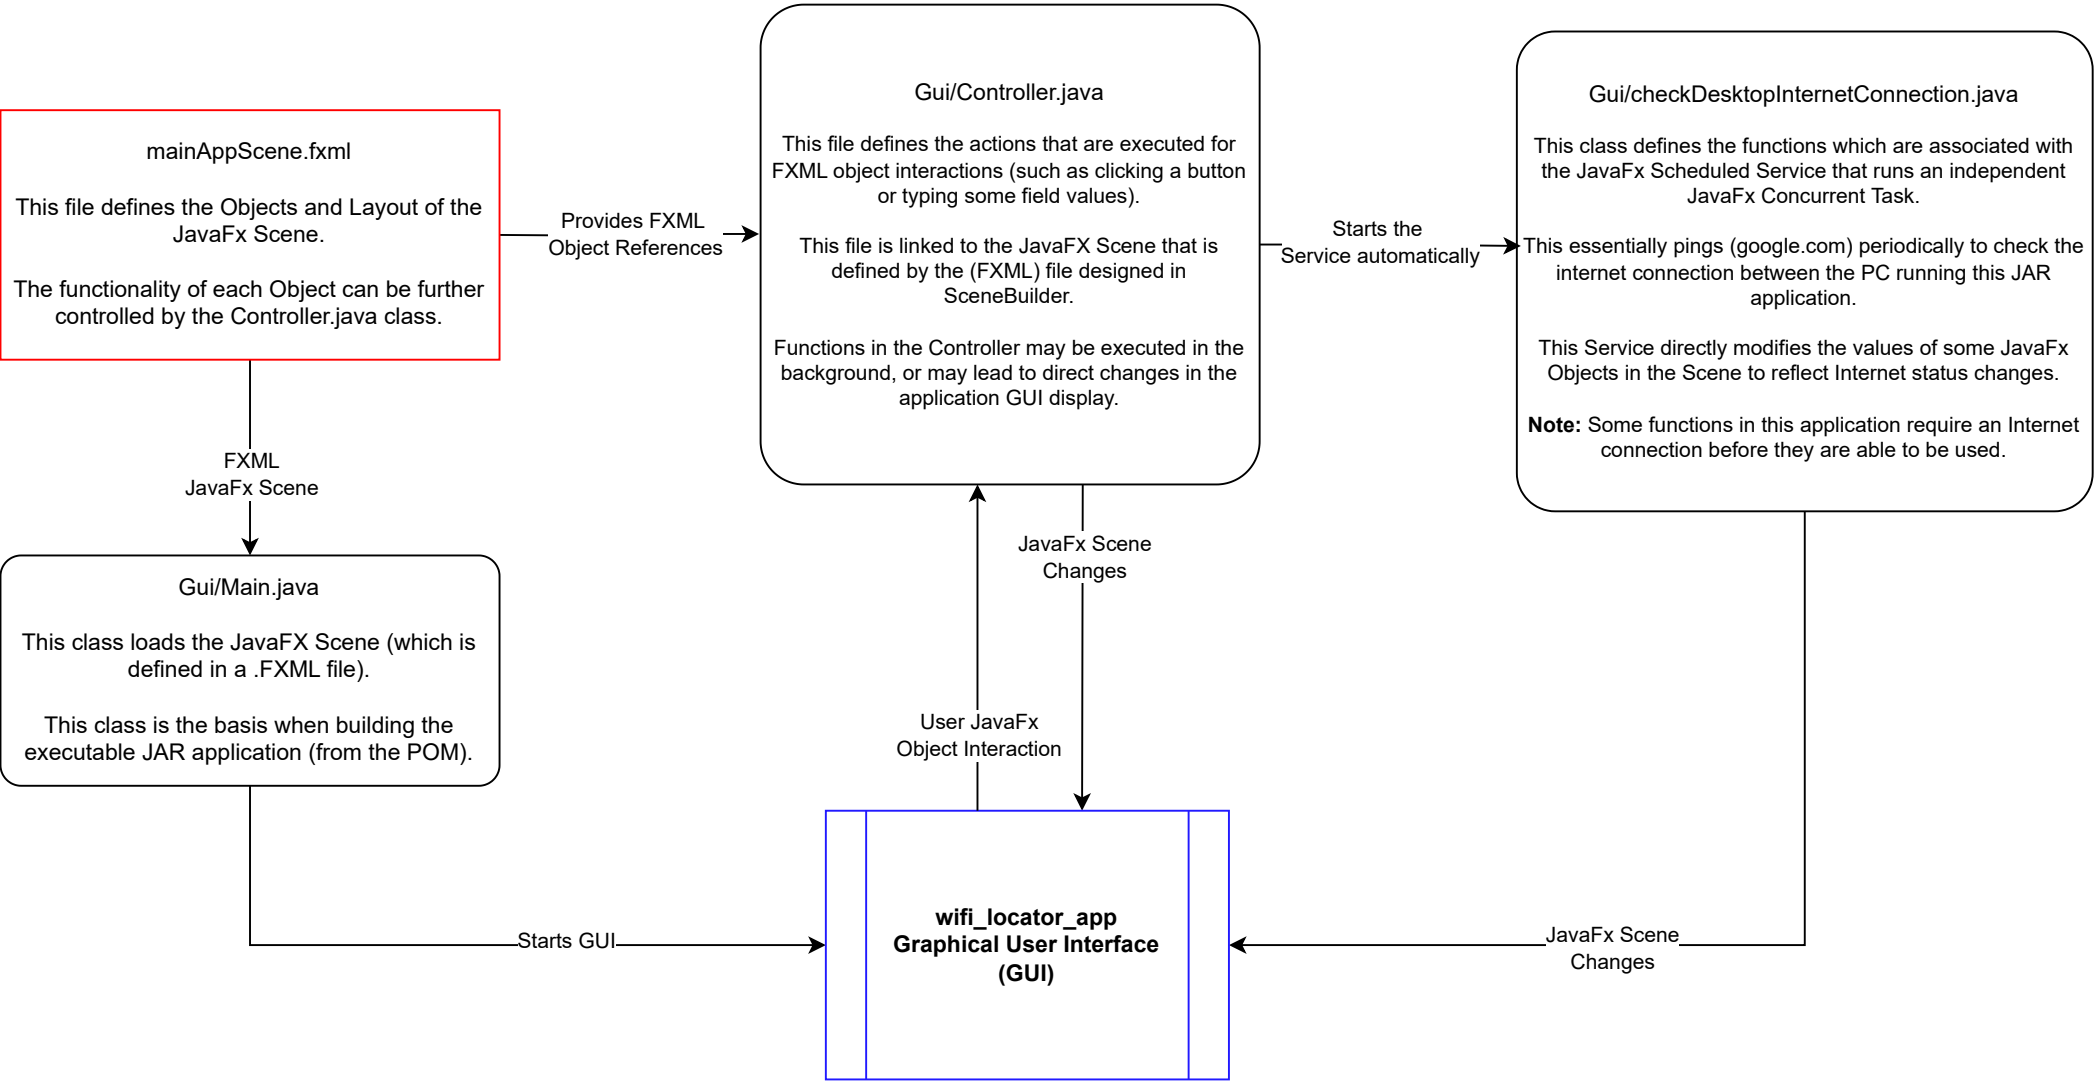 mainAppScene.fxml
This file defines the Objects and Layout of the
JavaFx Scene.
The functionality of each Object can be further
controlled by the Controller.java class.
Provides FXML
Object References
Gui/Controller.java
This file defines the actions that are executed for
FXML object interactions (such as clicking a button
or typing some field values).
This file is linked to the JavaFX Scene that is
defined by the (FXML) file designed in
SceneBuilder.
Functions in the Controller may be executed in the
background, or may lead to direct changes in the
application GUI display.
Starts the
Service automatically
Gui/checkDesktopInternetConnection.java
This class defines the functions which are associated with
the JavaFx Scheduled Service that runs an independent
JavaFx Concurrent Task.
This essentially pings (google.com) periodically to check the
internet connection between the PC running this JAR
application.
This Service directly modifies the values of some JavaFx
Objects in the Scene to reflect Internet status changes.
Note: Some functions in this application require an Internet
connection before they are able to be used.
FXML
JavaFx Scene
Gui/Main.java
This class loads the JavaFX Scene (which is
defined in a .FXML file).
This class is the basis when building the
executable JAR application (from the POM).
JavaFx Scene
Changes
User JavaFx
Object Interaction
Starts GUI
wifi_locator_app
Graphical User Interface
(GUI)
JavaFx Scene
Changes